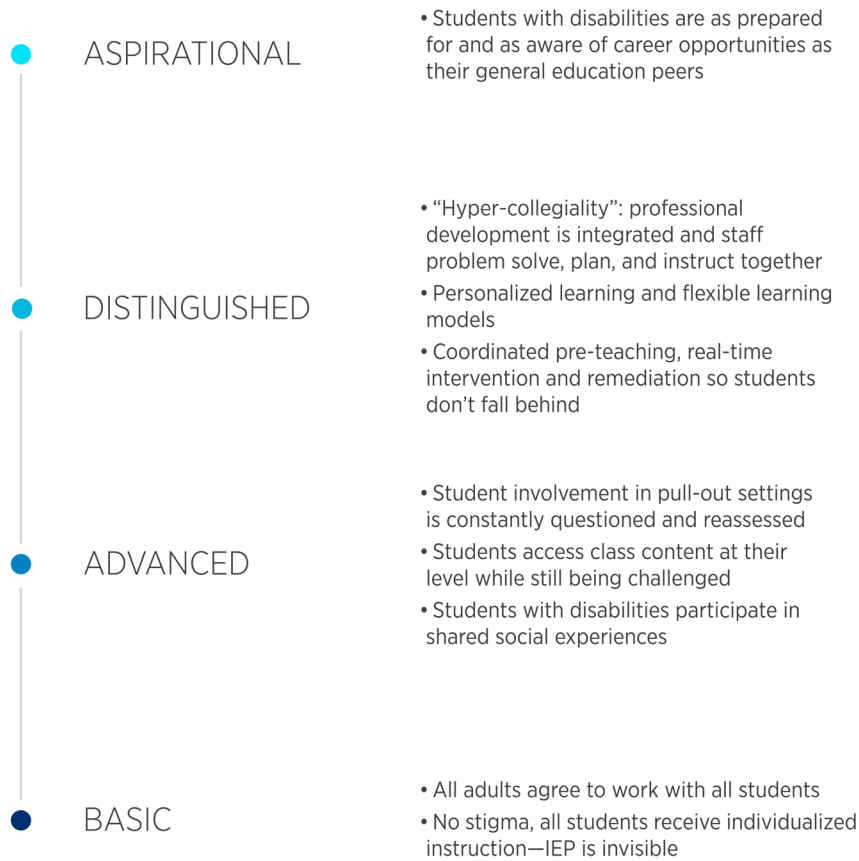 ASPIRATIONAL
• Students with disabilities are as prepared
for and as aware of career opportunities as
their general education peers
DISTINGUISHED
• “Hyper-collegiality”: professional
development is integrated and staff
problem solve, plan, and instruct together
• Personalized learning and flexible learning
models
• Coordinated pre-teaching, real-time
intervention and remediation so students
don’t fall behind
ADVANCED
• Student involvement in pull-out settings
is constantly questioned and reassessed
• Students access class content at their
level while still being challenged
• Students with disabilities participate in
shared social experiences
BASIC
• All adults agree to work with all students
• No stigma, all students receive individualized
instruction—IEP is invisible